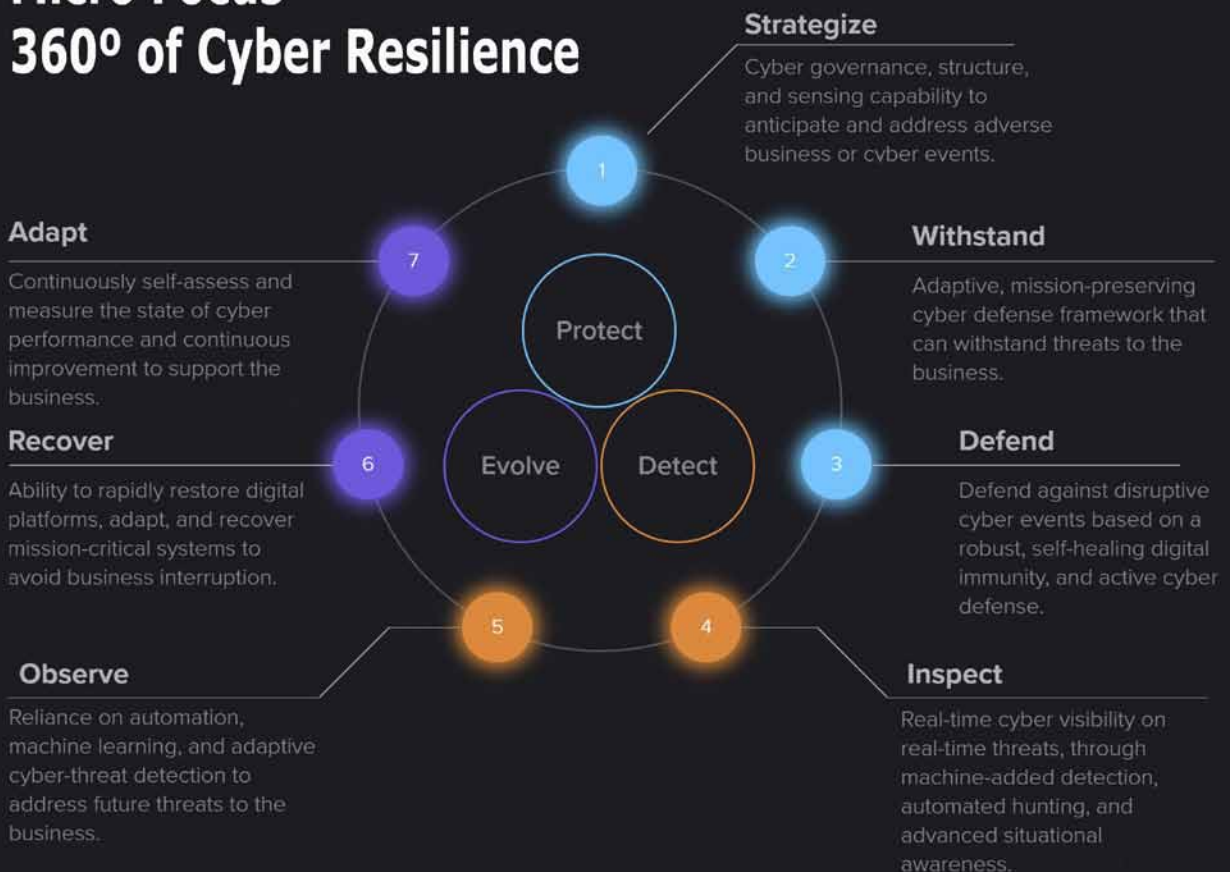 Micro Focus
360º of Cyber Resilience
Strategize
Cyber governance, structure,
and sensing capability to
anticipate and address adverse
business or cyber events.
1
2
Withstand
Adaptive, mission-preserving
cyber defense framework that
can withstand threats to the
business.
3
Defend
Defend against disruptive
cyber events based on a
robust, self-healing digital
immunity, and active cyber
defense.
4
Inspect
Real-time cyber visibility on
real-time threats, through
machine-added detection,
automated hunting, and
advanced situational
awareness.
5
Observe
Reliance on automation,
machine learning, and adaptive
cyber-threat detection to
address future threats to the
business.
6
Recover
Ability to rapidly restore digital
platforms, adapt, and recover
mission-critical systems to
avoid business interruption.
7
Adapt
Continuously self-assess and
measure the state of cyber
performance and continuous
improvement to support the
business.
Protect
Evolve
Detect